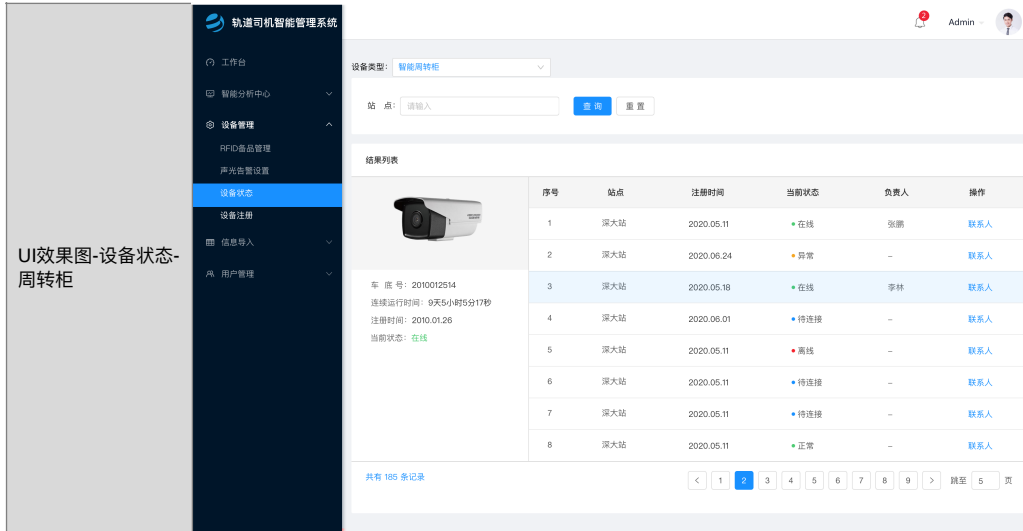 UI效果图-设备状态-
周转柜
轨道司机智能管理系统
工作台
智能分析中心
设备管理
RFID备品管理
声光告警设置
设备状态
设备注册
信息导入
用户管理
2
Admin
设备类型: 智能周转柜
站 点: 请输入 查 询 重 置
结果列表
车 底 号: 2010012514
连续运行时间: 9天5小时5分17秒
注册时间: 2010.01.26
当前状态: 在线
序号 站点 注册时间 当前状态 负责人 操作
1 深大站 2020.05.11 在线 张鹏 联系人
2 深大站 2020.06.24 异常 – 联系人
3 深大站 2020.05.18 在线 李林 联系人
4 深大站 2020.06.01 待连接 – 联系人
5 深大站 2020.05.11 离线 – 联系人
6 深大站 2020.05.11 待连接 – 联系人
7 深大站 2020.05.11 待连接 – 联系人
8 深大站 2020.05.11 正常 – 联系人
共有 185 条记录
< 1 2 3 4 5 6 7 8 9 > 跳至 5 页